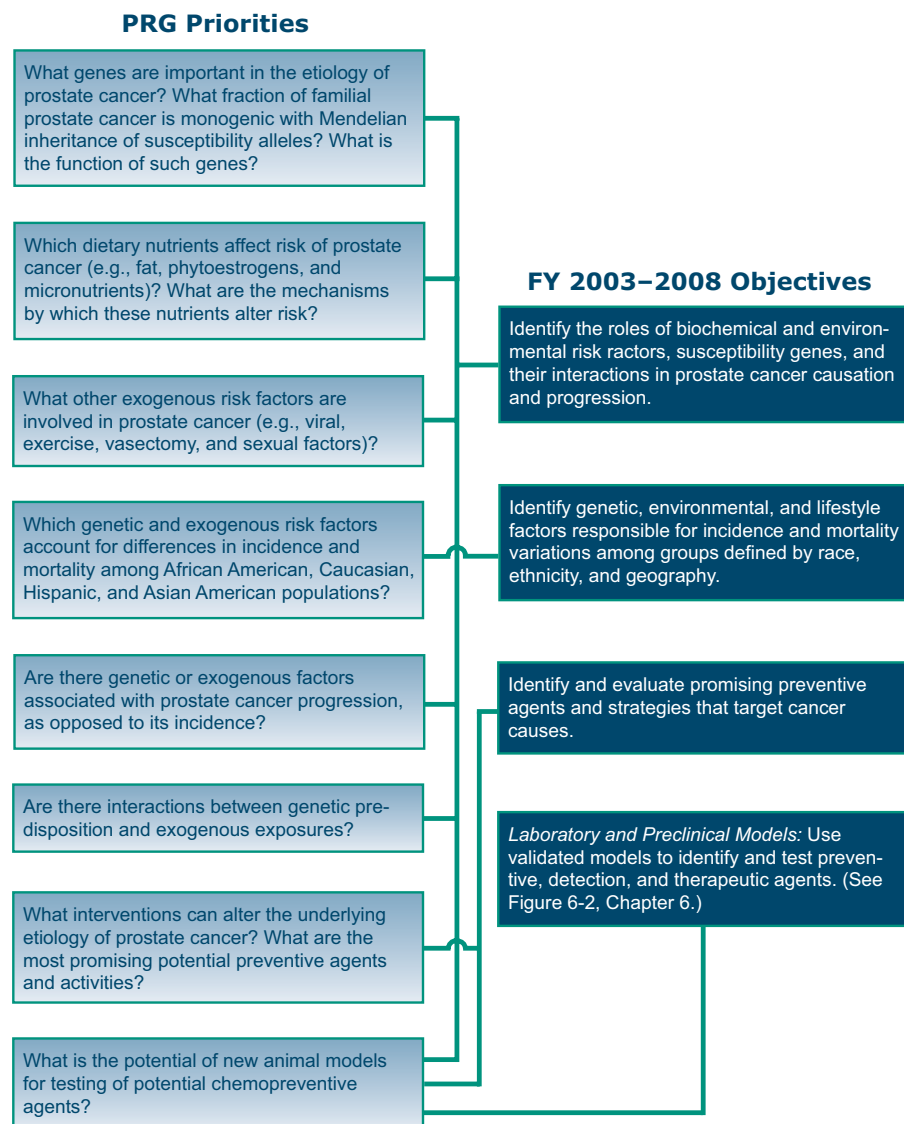 PRG Priorities
What genes are important in the etiology of
prostate cancer? What fraction of familial
prostate cancer is monogenic with Mendelian
inheritance of susceptibility alleles? What is
the function of such genes?
Which dietary nutrients affect risk of prostate
cancer (e.g., fat, phytoestrogens, and
micronutrients)? What are the mechanisms
by which these nutrients alter risk?
What other exogenous risk factors are
involved in prostate cancer (e.g., viral,
exercise, vasectomy, and sexual factors)?
Which genetic and exogenous risk factors
account for differences in incidence and
mortality among African American, Caucasian,
Hispanic, and Asian American populations?
Are there genetic or exogenous factors
associated with prostate cancer progression,
as opposed to its incidence?
Are there interactions between genetic pre-
disposition and exogenous exposures?
What interventions can alter the underlying
etiology of prostate cancer? What are the
most promising potential preventive agents
and activities?
What is the potential of new animal models
for testing of potential chemopreventive
agents?
FY 2003–2008 Objectives
Identify the roles of biochemical and environ-
mental risk ractors, susceptibility genes, and
their interactions in prostate cancer causation
and progression.
Identify genetic, environmental, and lifestyle
factors responsible for incidence and mortality
variations among groups defined by race,
ethnicity, and geography.
Identify and evaluate promising preventive
agents and strategies that target cancer
causes.
Laboratory and Preclinical Models: Use
validated models to identify and test preven-
tive, detection, and therapeutic agents. (See
Figure 6-2, Chapter 6.)